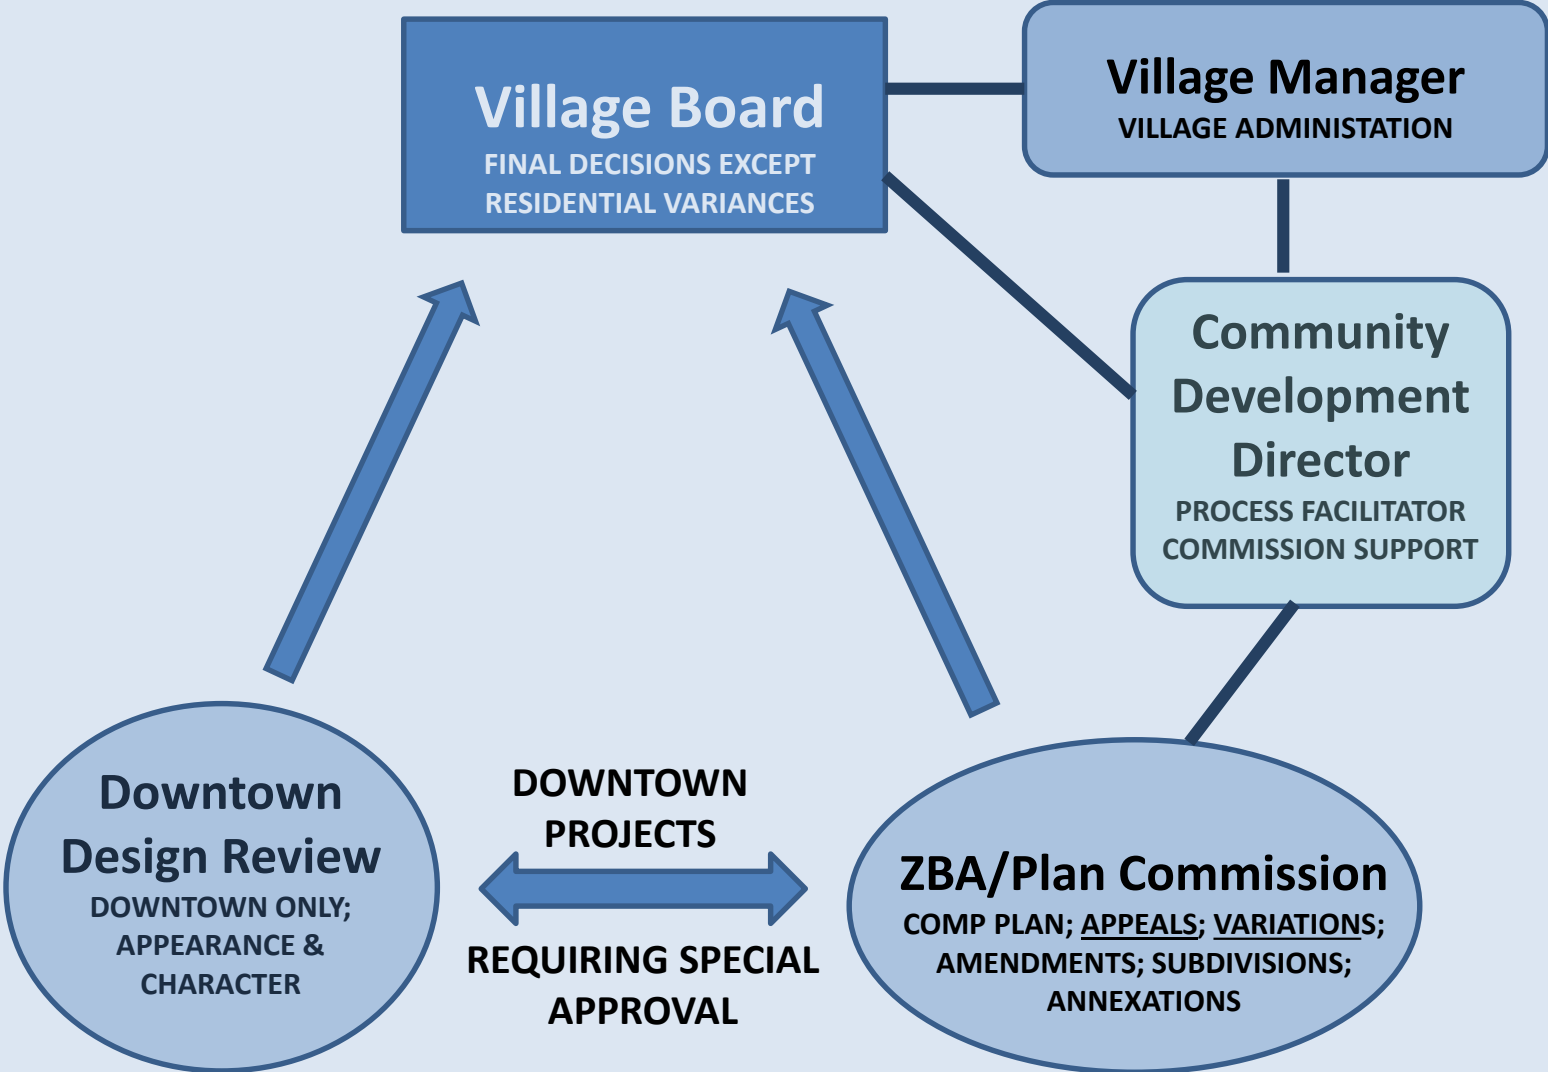 Village Board
FINAL DECISIONS EXCEPT
RESIDENTIAL VARIANCES
Village Manager
VILLAGE ADMINISTATION
Community
Development
Director
PROCESS FACILITATOR
COMMISSION SUPPORT
Downtown
Design Review
DOWNTOWN ONLY;
APPEARANCE &
CHARACTER
DOWNTOWN
PROJECTS
REQUIRING SPECIAL
APPROVAL
ZBA/Plan Commission
COMP PLAN; APPEALS; VARIATIONS;
AMENDMENTS; SUBDIVISIONS;
ANNEXATIONS